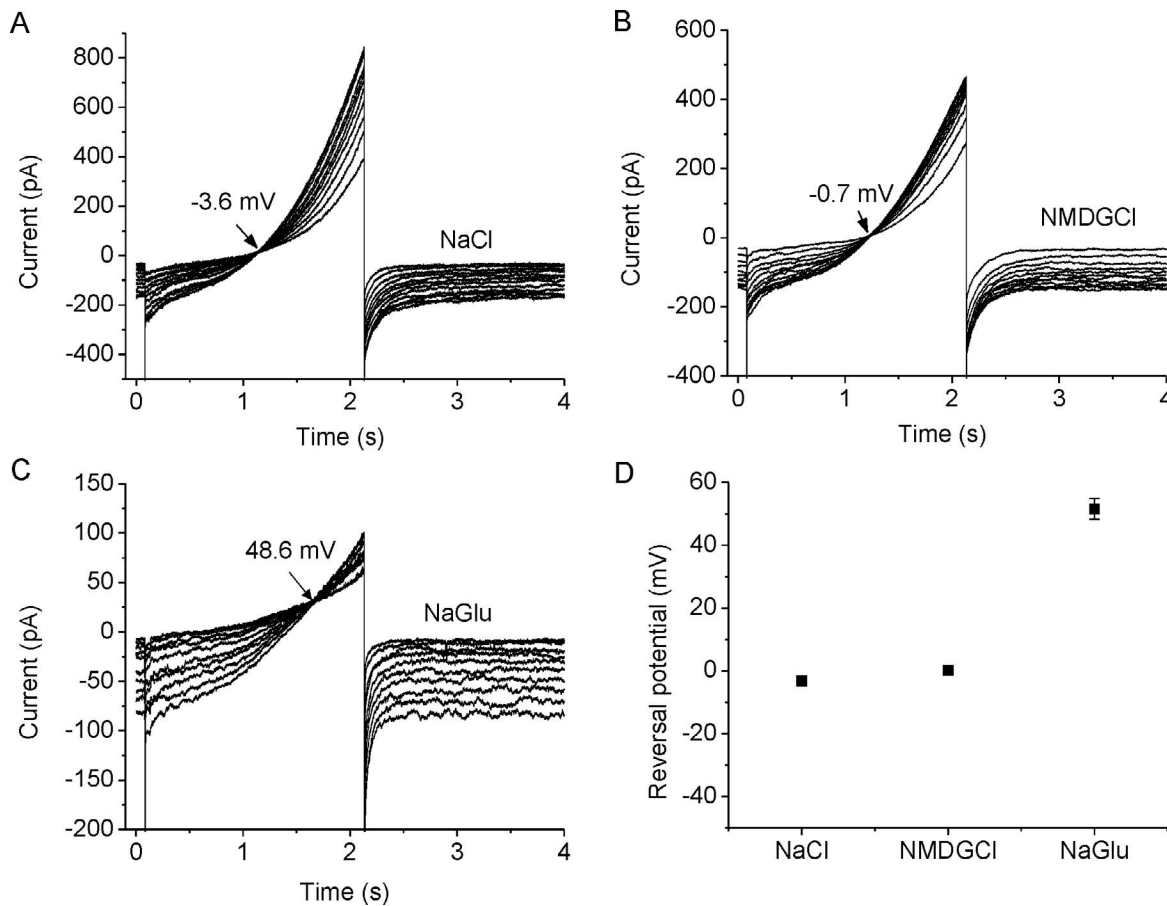 A
800
600
400
200
0
-200
-400
Current (pA)
-3.6 mV
NaCl
0 1 2 3 4
Time (s)
B
600
400
200
0
-200
-400
Current (pA)
-0.7 mV
NMDGCl
0 1 2 3 4
Time (s)
C
150
100
50
0
-50
-100
-150
-200
Current (pA)
48.6 mV
NaGlu
0 1 2 3 4
Time (s)
D
60
40
20
0
-20
-40
Reversal potential (mV)
NaCl NMDGCl NaGlu